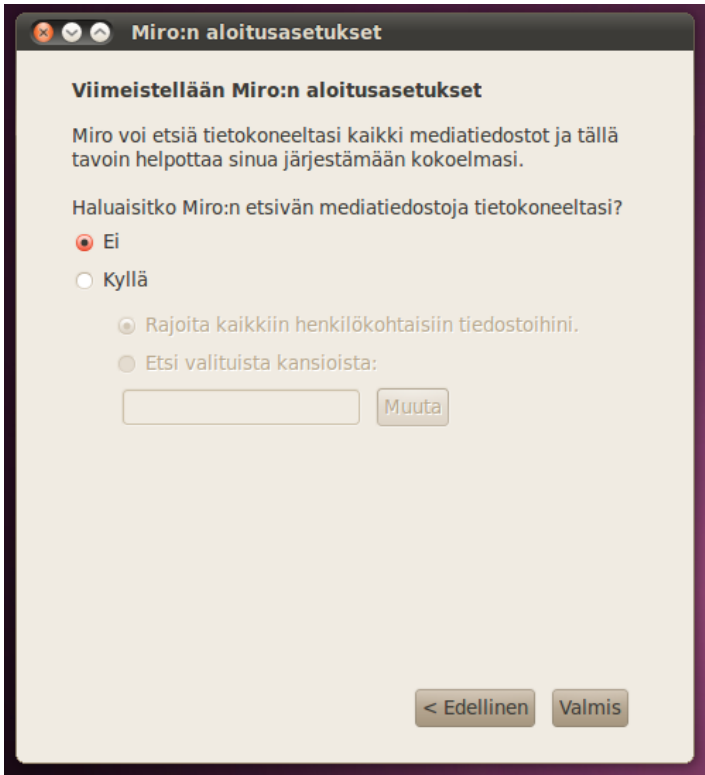 Miro:n aloitusasetukset
Viimeistellään Miro:n aloitusasetukset
Miro voi etsiä tietokoneeltasi kaikki mediatiedostot ja tällä
tavoin helpottaa sinua järjestämään kokoelmasi.
Haluaisitko Miro:n etsivän mediatiedostoja tietokoneeltasi?
Ei
Kyllä
Rajoita kaikkiin henkilökohtaisiin tiedostoihini.
Etsi valituista kansioista:
Muuta
< Edellinen Valmis